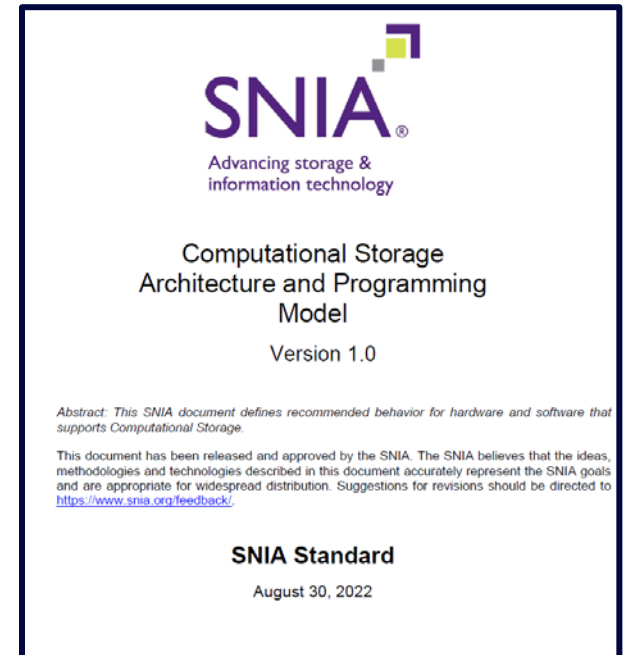 SNIA®
Advancing storage &
information technology
Computational Storage
Architecture and Programming
Model
Version 1.0
Abstract: This SNIA document defines recommended behavior for hardware and software that
supports Computational Storage.
This document has been released and approved by the SNIA. The SNIA believes that the ideas,
methodologies and technologies described in this document accurately represent the SNIA goals
and are appropriate for widespread distribution. Suggestions for revisions should be directed to
https://www.snia.org/feedback/.
SNIA Standard
August 30, 2022